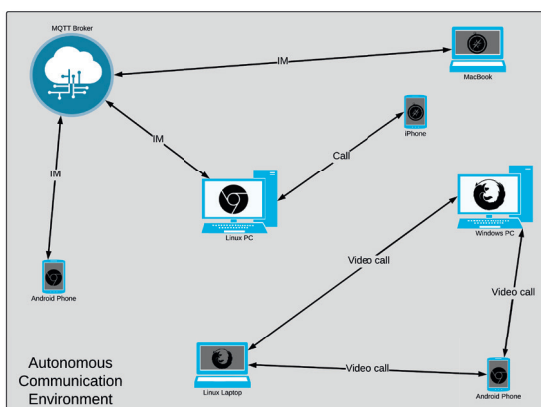 MQTT Broker
IM
MacBook
iPhone
IM
Call
IM
Linux PC
Windows PC
Video call
Android Phone
Video call
Video call
Linux Laptop
Android Phone
Autonomous
Communication
Environment